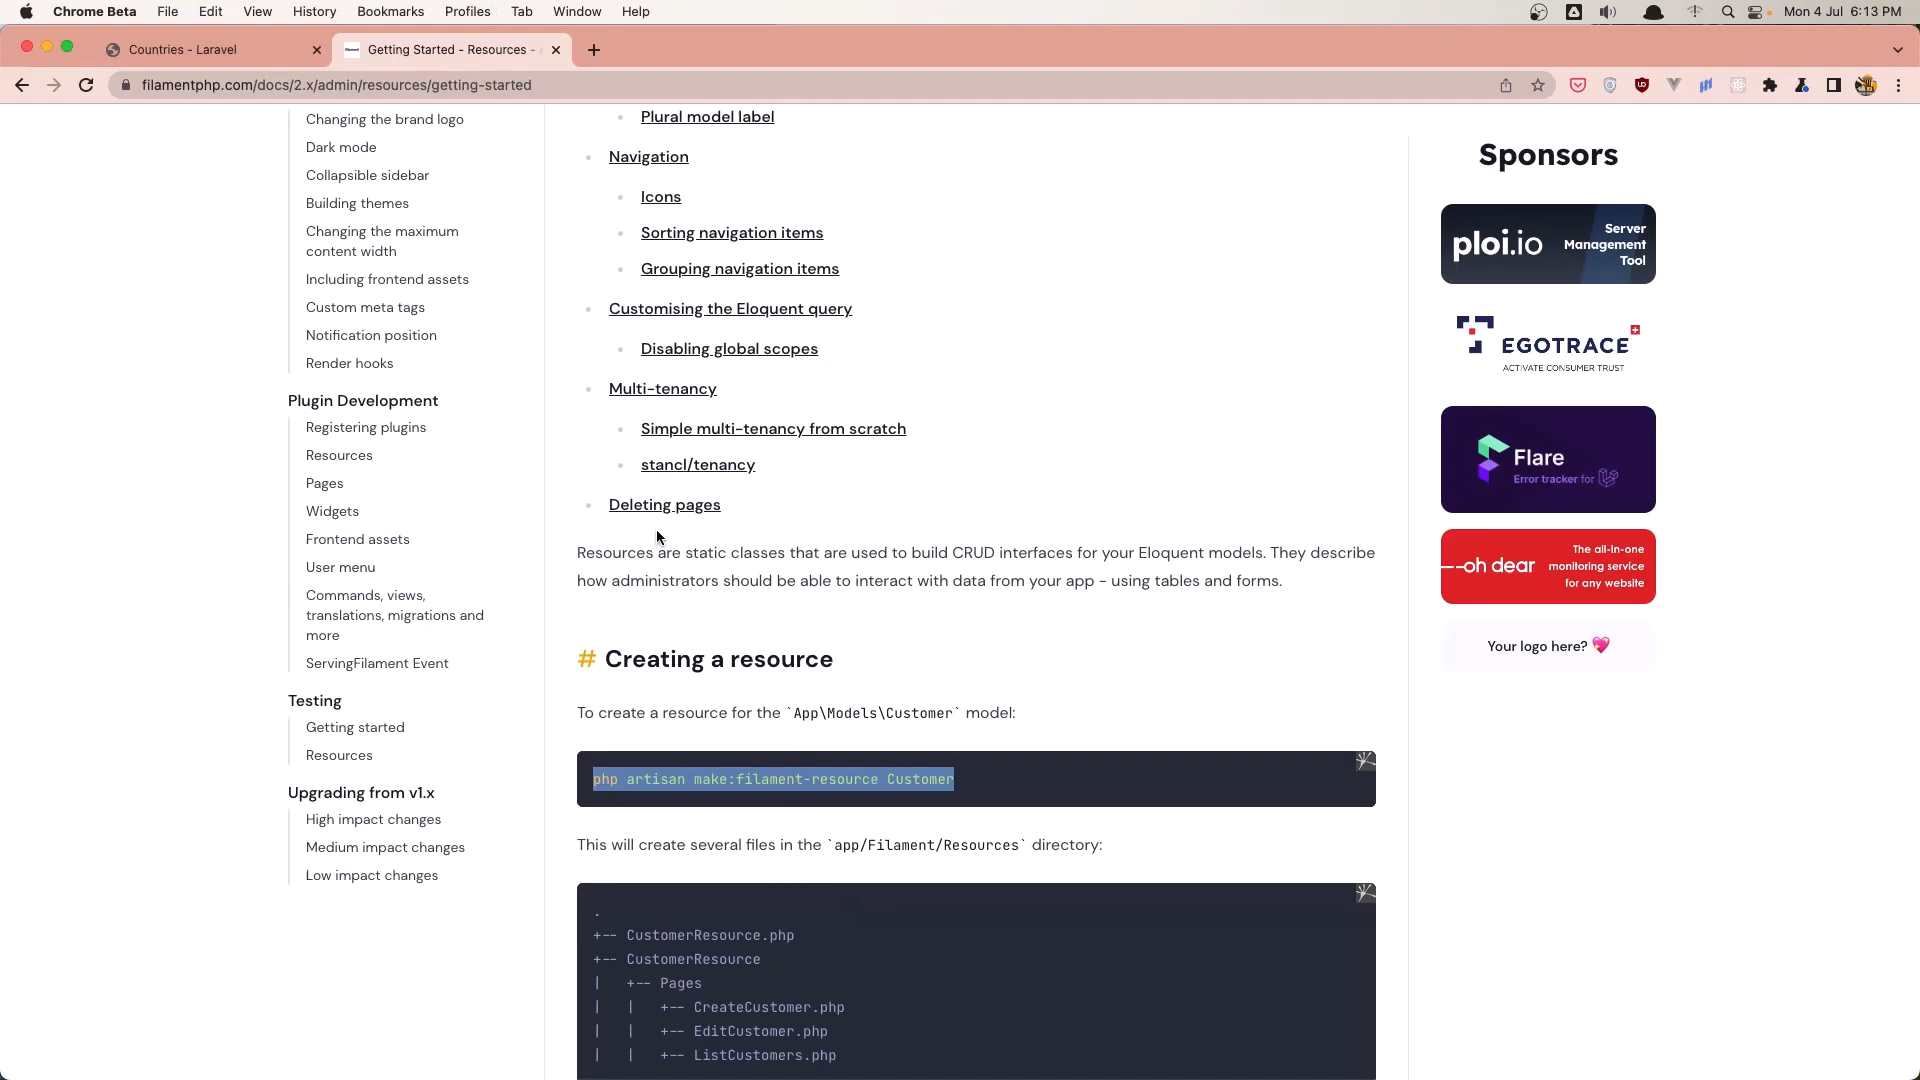 Chrome Beta File Edit View History Bookmarks Profiles Tab Window Help Mon 4 Jul 6:13 PM
Countries - Laravel
Getting Started - Resources -
filamentphp.com/docs/2.x/admin/resources/getting-started
Changing the brand logo
Dark mode
Collapsible sidebar
Building themes
Changing the maximum
content width
Including frontend assets
Custom meta tags
Notification position
Render hooks
Plugin Development
Registering plugins
Resources
Pages
Widgets
Frontend assets
User menu
Commands, views,
translations, migrations and
more
ServingFilament Event
Testing
Getting started
Resources
Upgrading from v1.x
High impact changes
Medium impact changes
Low impact changes
Plural model label
Navigation
Icons
Sorting navigation items
Grouping navigation items
Customising the Eloquent query
Disabling global scopes
Multi-tenancy
Simple multi-tenancy from scratch
stancl/tenancy
Deleting pages
Resources are static classes that are used to build CRUD interfaces for your Eloquent models. They describe
how administrators should be able to interact with data from your app - using tables and forms.
# Creating a resource
To create a resource for the `App\Models\Customer` model:
php artisan make:filament-resource Customer
This will create several files in the `app/Filament/Resources` directory:
.
+-- CustomerResource.php
+-- CustomerResource
|   +-- Pages
|   |   +-- CreateCustomer.php
|   |   +-- EditCustomer.php
|   |   +-- ListCustomers.php
Sponsors
ploi.io
Server
Management
Tool
EGOTRACE
ACTIVATE CONSUMER TRUST
Flare
Error tracker for
oh dear
The all-in-one
monitoring service
for any website
Your logo here? 💖